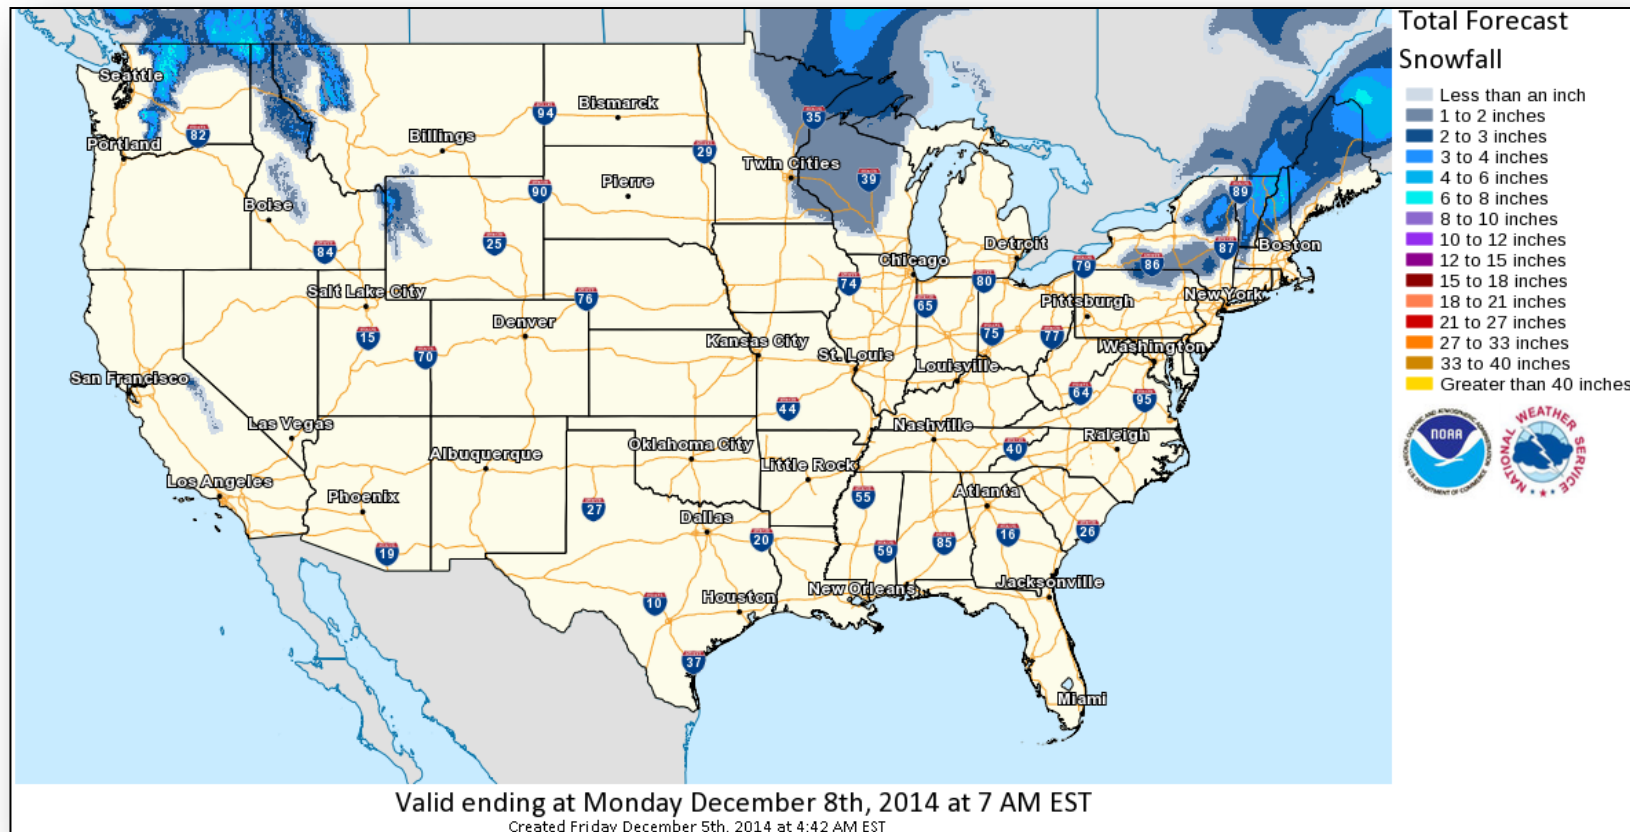 Total Forecast
Snowfall
Less than an inch
1 to 2 inches
2 to 3 inches
3 to 4 inches
4 to 6 inches
6 to 8 inches
8 to 10 inches
10 to 12 inches
12 to 15 inches
15 to 18 inches
18 to 21 inches
21 to 27 inches
27 to 33 inches
33 to 40 inches
Greater than 40 inches
NOAA
NATIONAL OCEANIC AND ATMOSPHERIC ADMINISTRATION
U.S. DEPARTMENT OF COMMERCE
NATIONAL WEATHER SERVICE
Seattle
82
Portland
Billings
94
Bismarck
29
35
Twin Cities
39
90
Pierre
Boise
84
25
89
Boston
87
86
79
Detroit
Chicago
80
74
65
Salt Lake City
76
Pittsburgh
New York
15
Denver
70
Kansas City
St. Louis
75
77
Washington
Louisville
San Francisco
64
95
44
Las Vegas
Nashville
Raleigh
Albuquerque
Oklahoma City
40
Little Rock
Los Angeles
Phoenix
27
55
Atlanta
Dallas
20
19
59
85
16
26
Jacksonville
New Orleans
10
Houston
37
Miami
Valid ending at Monday December 8th, 2014 at 7 AM EST
Created Friday December 5th, 2014 at 4:42 AM EST